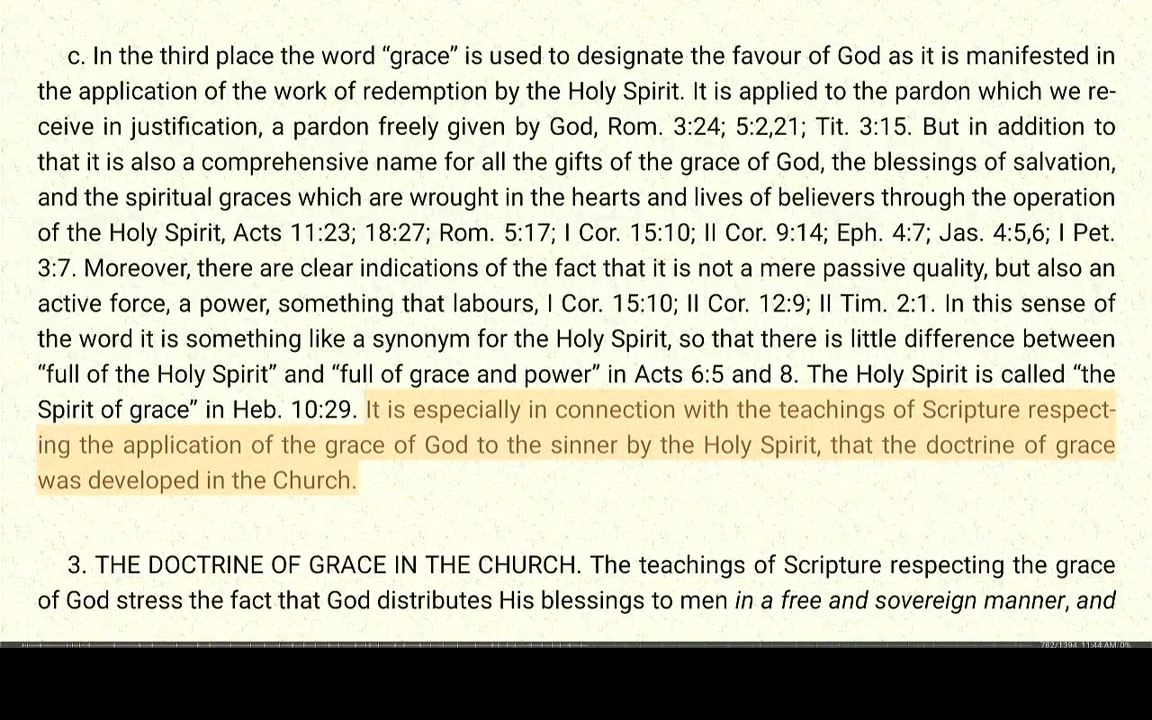 c. In the third place the word “grace” is used to designate the favour of God as it is manifested in
the application of the work of redemption by the Holy Spirit. It is applied to the pardon which we re-
ceive in justification, a pardon freely given by God, Rom. 3:24; 5:2,21; Tit. 3:15. But in addition to
that it is also a comprehensive name for all the gifts of the grace of God, the blessings of salvation,
and the spiritual graces which are wrought in the hearts and lives of believers through the operation
of the Holy Spirit, Acts 11:23; 18:27; Rom. 5:17; I Cor. 15:10; II Cor. 9:14; Eph. 4:7; Jas. 4:5,6; I Pet.
3:7. Moreover, there are clear indications of the fact that it is not a mere passive quality, but also an
active force, a power, something that labours, I Cor. 15:10; II Cor. 12:9; II Tim. 2:1. In this sense of
the word it is something like a synonym for the Holy Spirit, so that there is little difference between
“full of the Holy Spirit” and “full of grace and power” in Acts 6:5 and 8. The Holy Spirit is called “the
Spirit of grace” in Heb. 10:29. It is especially in connection with the teachings of Scripture respect-
ing the application of the grace of God to the sinner by the Holy Spirit, that the doctrine of grace
was developed in the Church.
3. THE DOCTRINE OF GRACE IN THE CHURCH. The teachings of Scripture respecting the grace
of God stress the fact that God distributes His blessings to men in a free and sovereign manner, and
782/1394 11:44 AM 0%